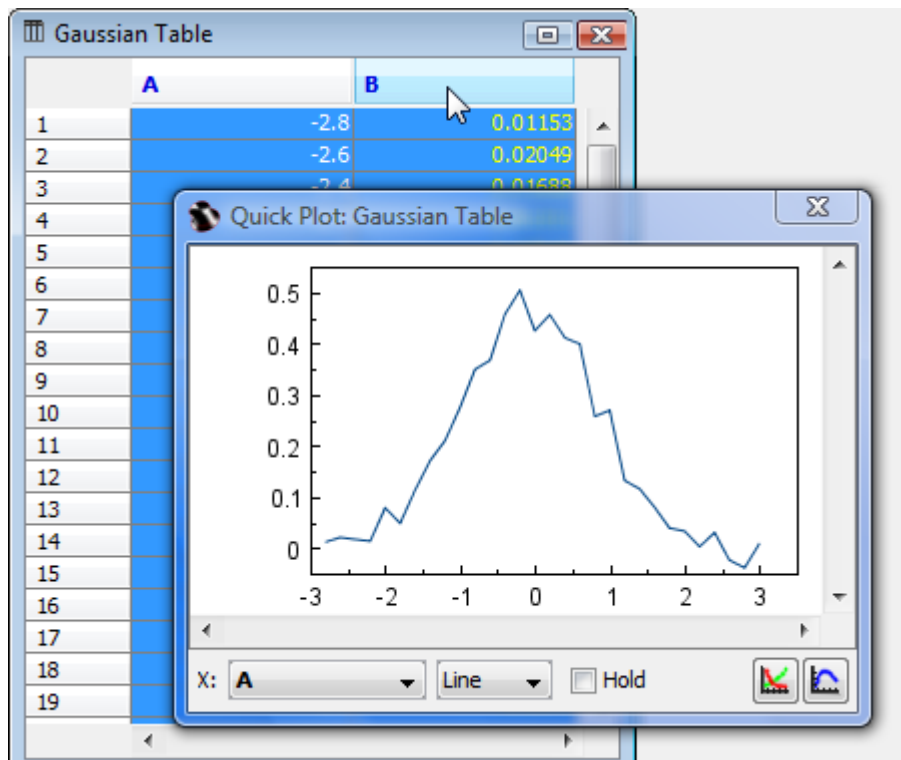 Gaussian Table
A B
1 -2.8 0.01153
2 -2.6 0.02049
3 -2.4 0.01688
4
5
6
7
8
9
10
11
12
13
14
15
16
17
18
19
Quick Plot: Gaussian Table
0.5
0.4
0.3
0.2
0.1
0
-3 -2 -1 0 1 2 3
X: A Line Hold